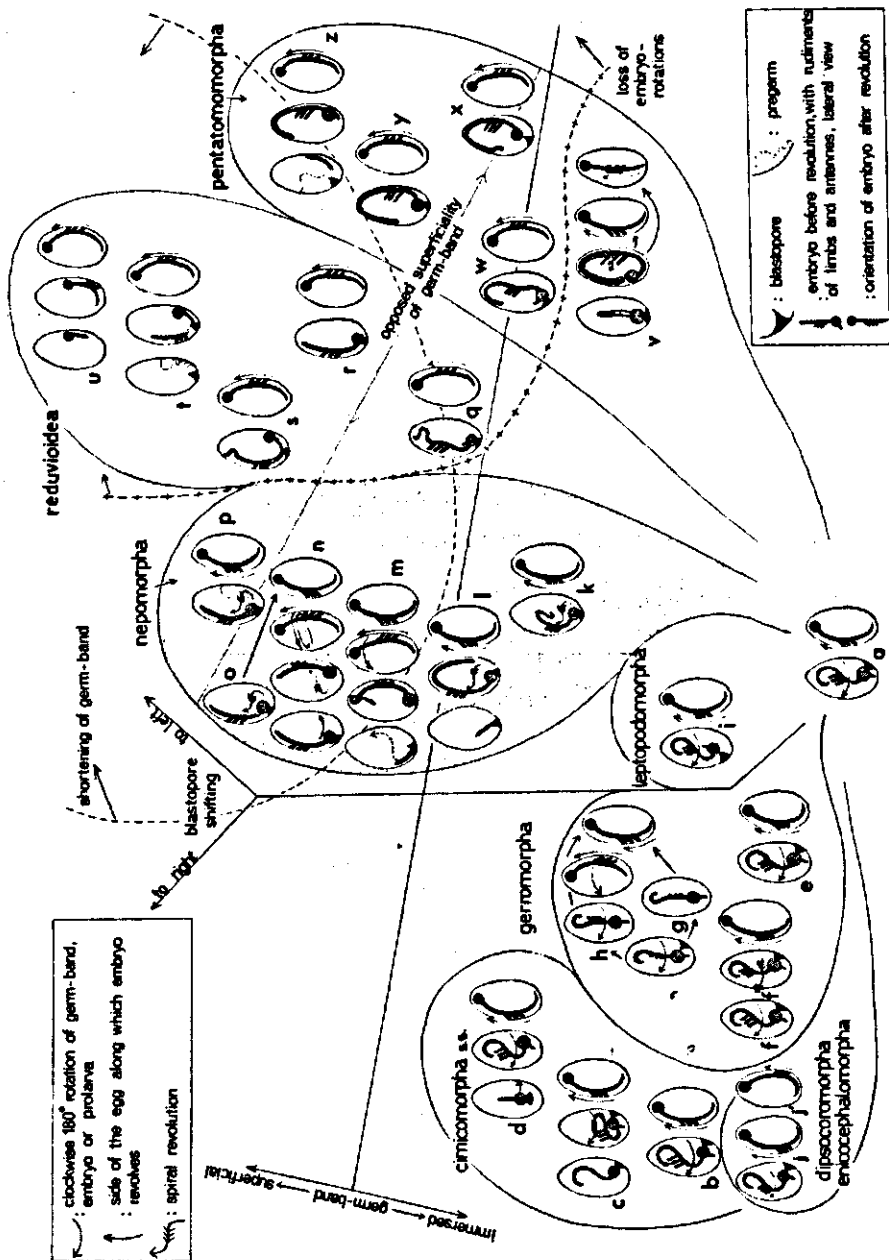 : clockwise 180° rotation of germ-band,
embryo or prolarva
: side of the egg along which embryo
revolves
: spiral revolution
shortening of germ-band
blastopore
shifting
to right
to left
superficial
germ-band
immersed
reduvioidea
pentatomomorpha
nepomorpha
opposed superficiality
of germ-band
loss of
embryo-
rotations
leptopodomorpha
gerromorpha
cimicomorpha s.s.
dipsocoromorpha
enicocephalomorpha
u
t
s
r
q
z
y
x
w
v
p
o
n
m
l
k
i
a
h
g
f
f'
e
d
c
b
j
j'
: blastopore
: pregerm
embryo before revolution, with rudiments
: of limbs and antennes, lateral view
: orientation of embryo after revolution